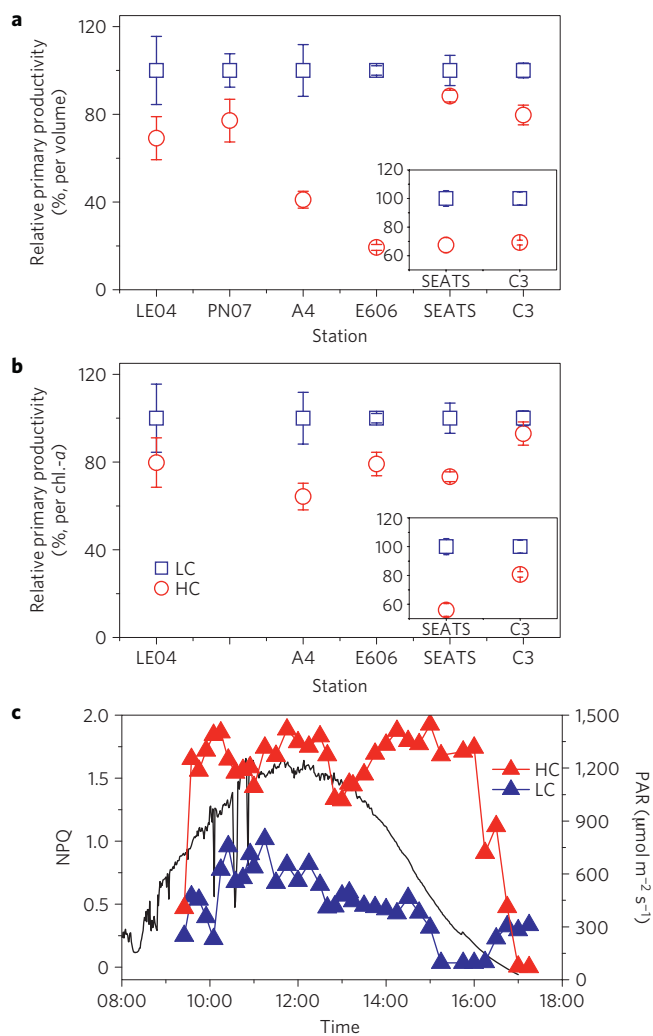 a
Relative primary productivity
(%, per volume)
120
80
40
0
120
100
80
60
SEATS C3
LE04 PN07 A4 E606 SEATS C3
Station
b
Relative primary productivity
(%, per chl.-a)
120
80
40
0
LC
HC
120
100
80
60
SEATS C3
LE04 A4 E606 SEATS C3
Station
c
NPQ
2.0
1.5
1.0
0.5
0
HC
LC
1,500
1,200
900
600
300
0
PAR (μmol m−2 s−1)
08:00 10:00 12:00 14:00 16:00 18:00
Time